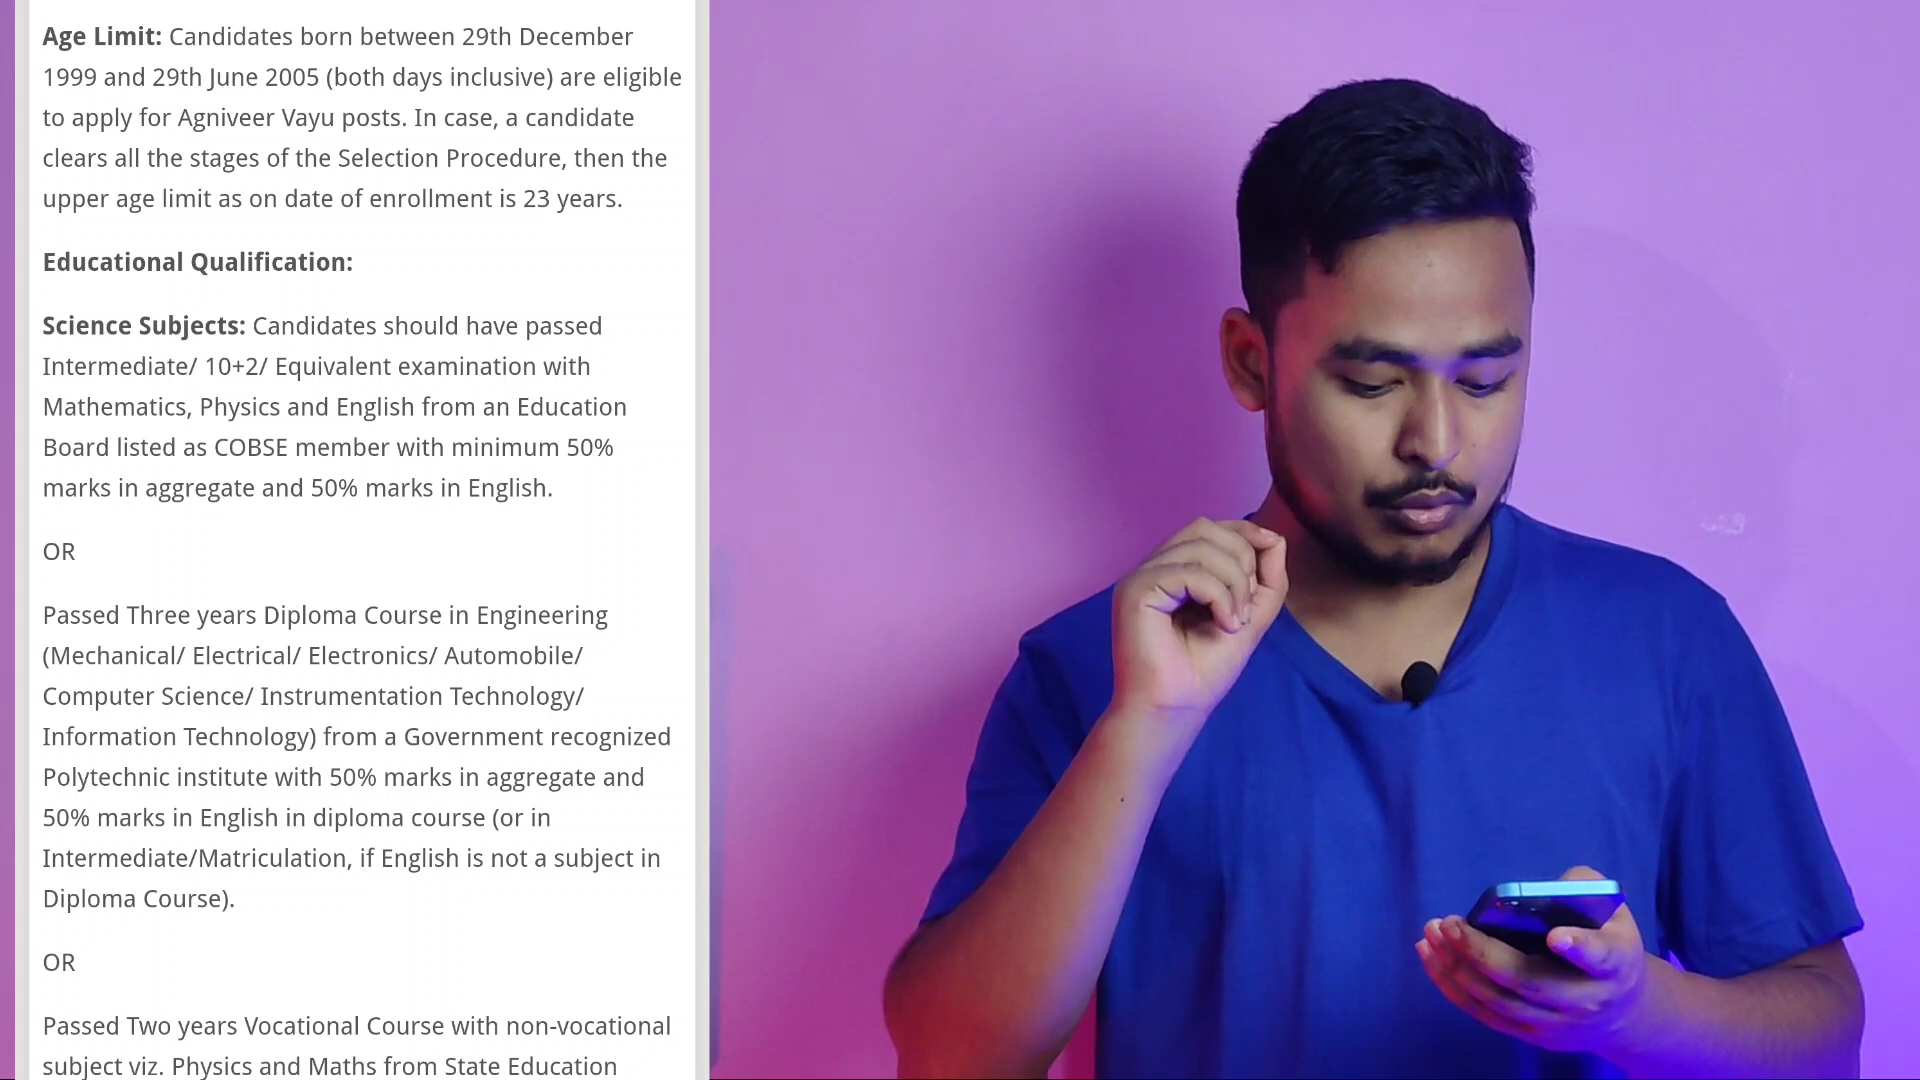 Age Limit: Candidates born between 29th December
1999 and 29th June 2005 (both days inclusive) are eligible
to apply for Agniveer Vayu posts. In case, a candidate
clears all the stages of the Selection Procedure, then the
upper age limit as on date of enrollment is 23 years.
Educational Qualification:
Science Subjects: Candidates should have passed
Intermediate/ 10+2/ Equivalent examination with
Mathematics, Physics and English from an Education
Board listed as COBSE member with minimum 50%
marks in aggregate and 50% marks in English.
OR
Passed Three years Diploma Course in Engineering
(Mechanical/ Electrical/ Electronics/ Automobile/
Computer Science/ Instrumentation Technology/
Information Technology) from a Government recognized
Polytechnic institute with 50% marks in aggregate and
50% marks in English in diploma course (or in
Intermediate/Matriculation, if English is not a subject in
Diploma Course).
OR
Passed Two years Vocational Course with non-vocational
subject viz. Physics and Maths from State Education